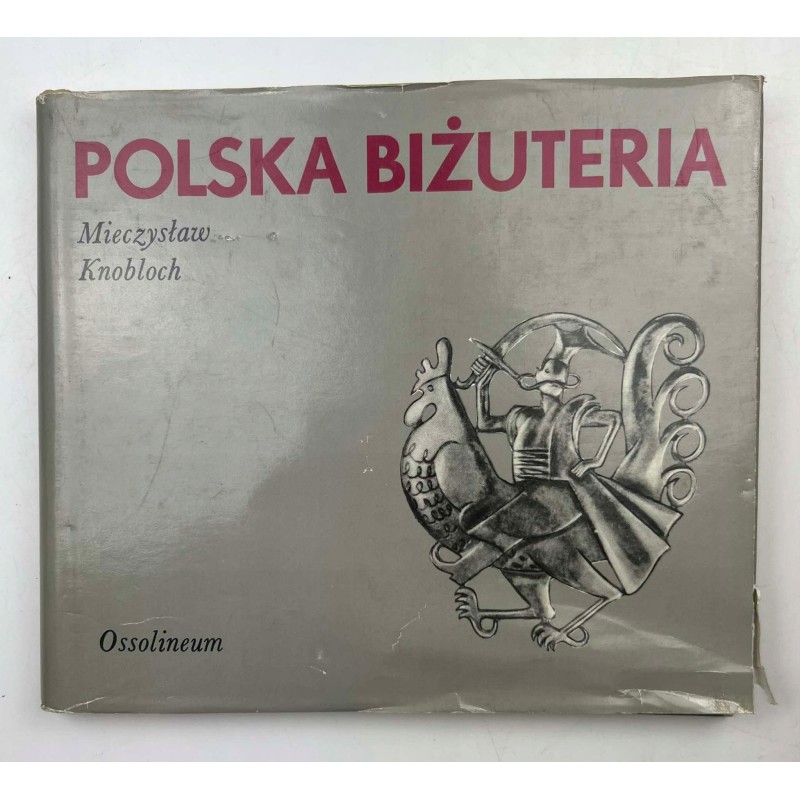 POLSKA BIŻUTERIA
Mieczysław
Knobloch
Ossolineum